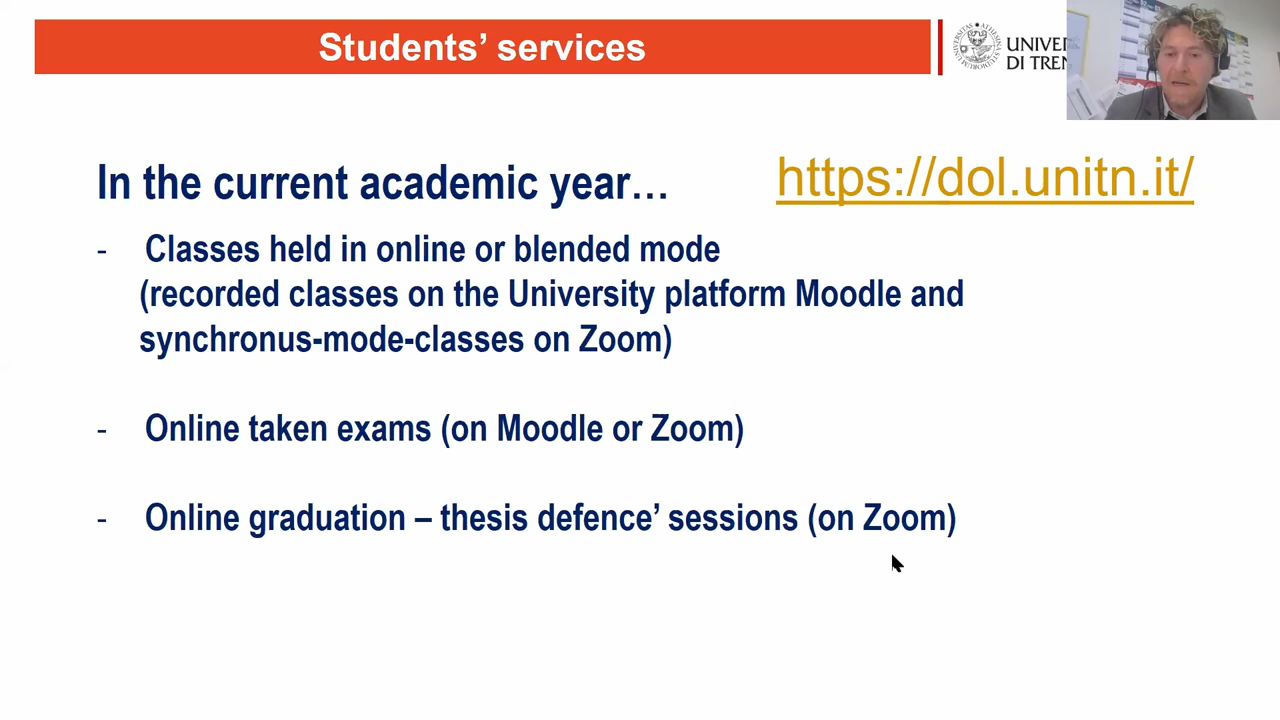 Students’ services
UNIVER
DI TREN
In the current academic year…
https://dol.unitn.it/
- Classes held in online or blended mode
(recorded classes on the University platform Moodle and
synchronus-mode-classes on Zoom)
- Online taken exams (on Moodle or Zoom)
- Online graduation – thesis defence’ sessions (on Zoom)